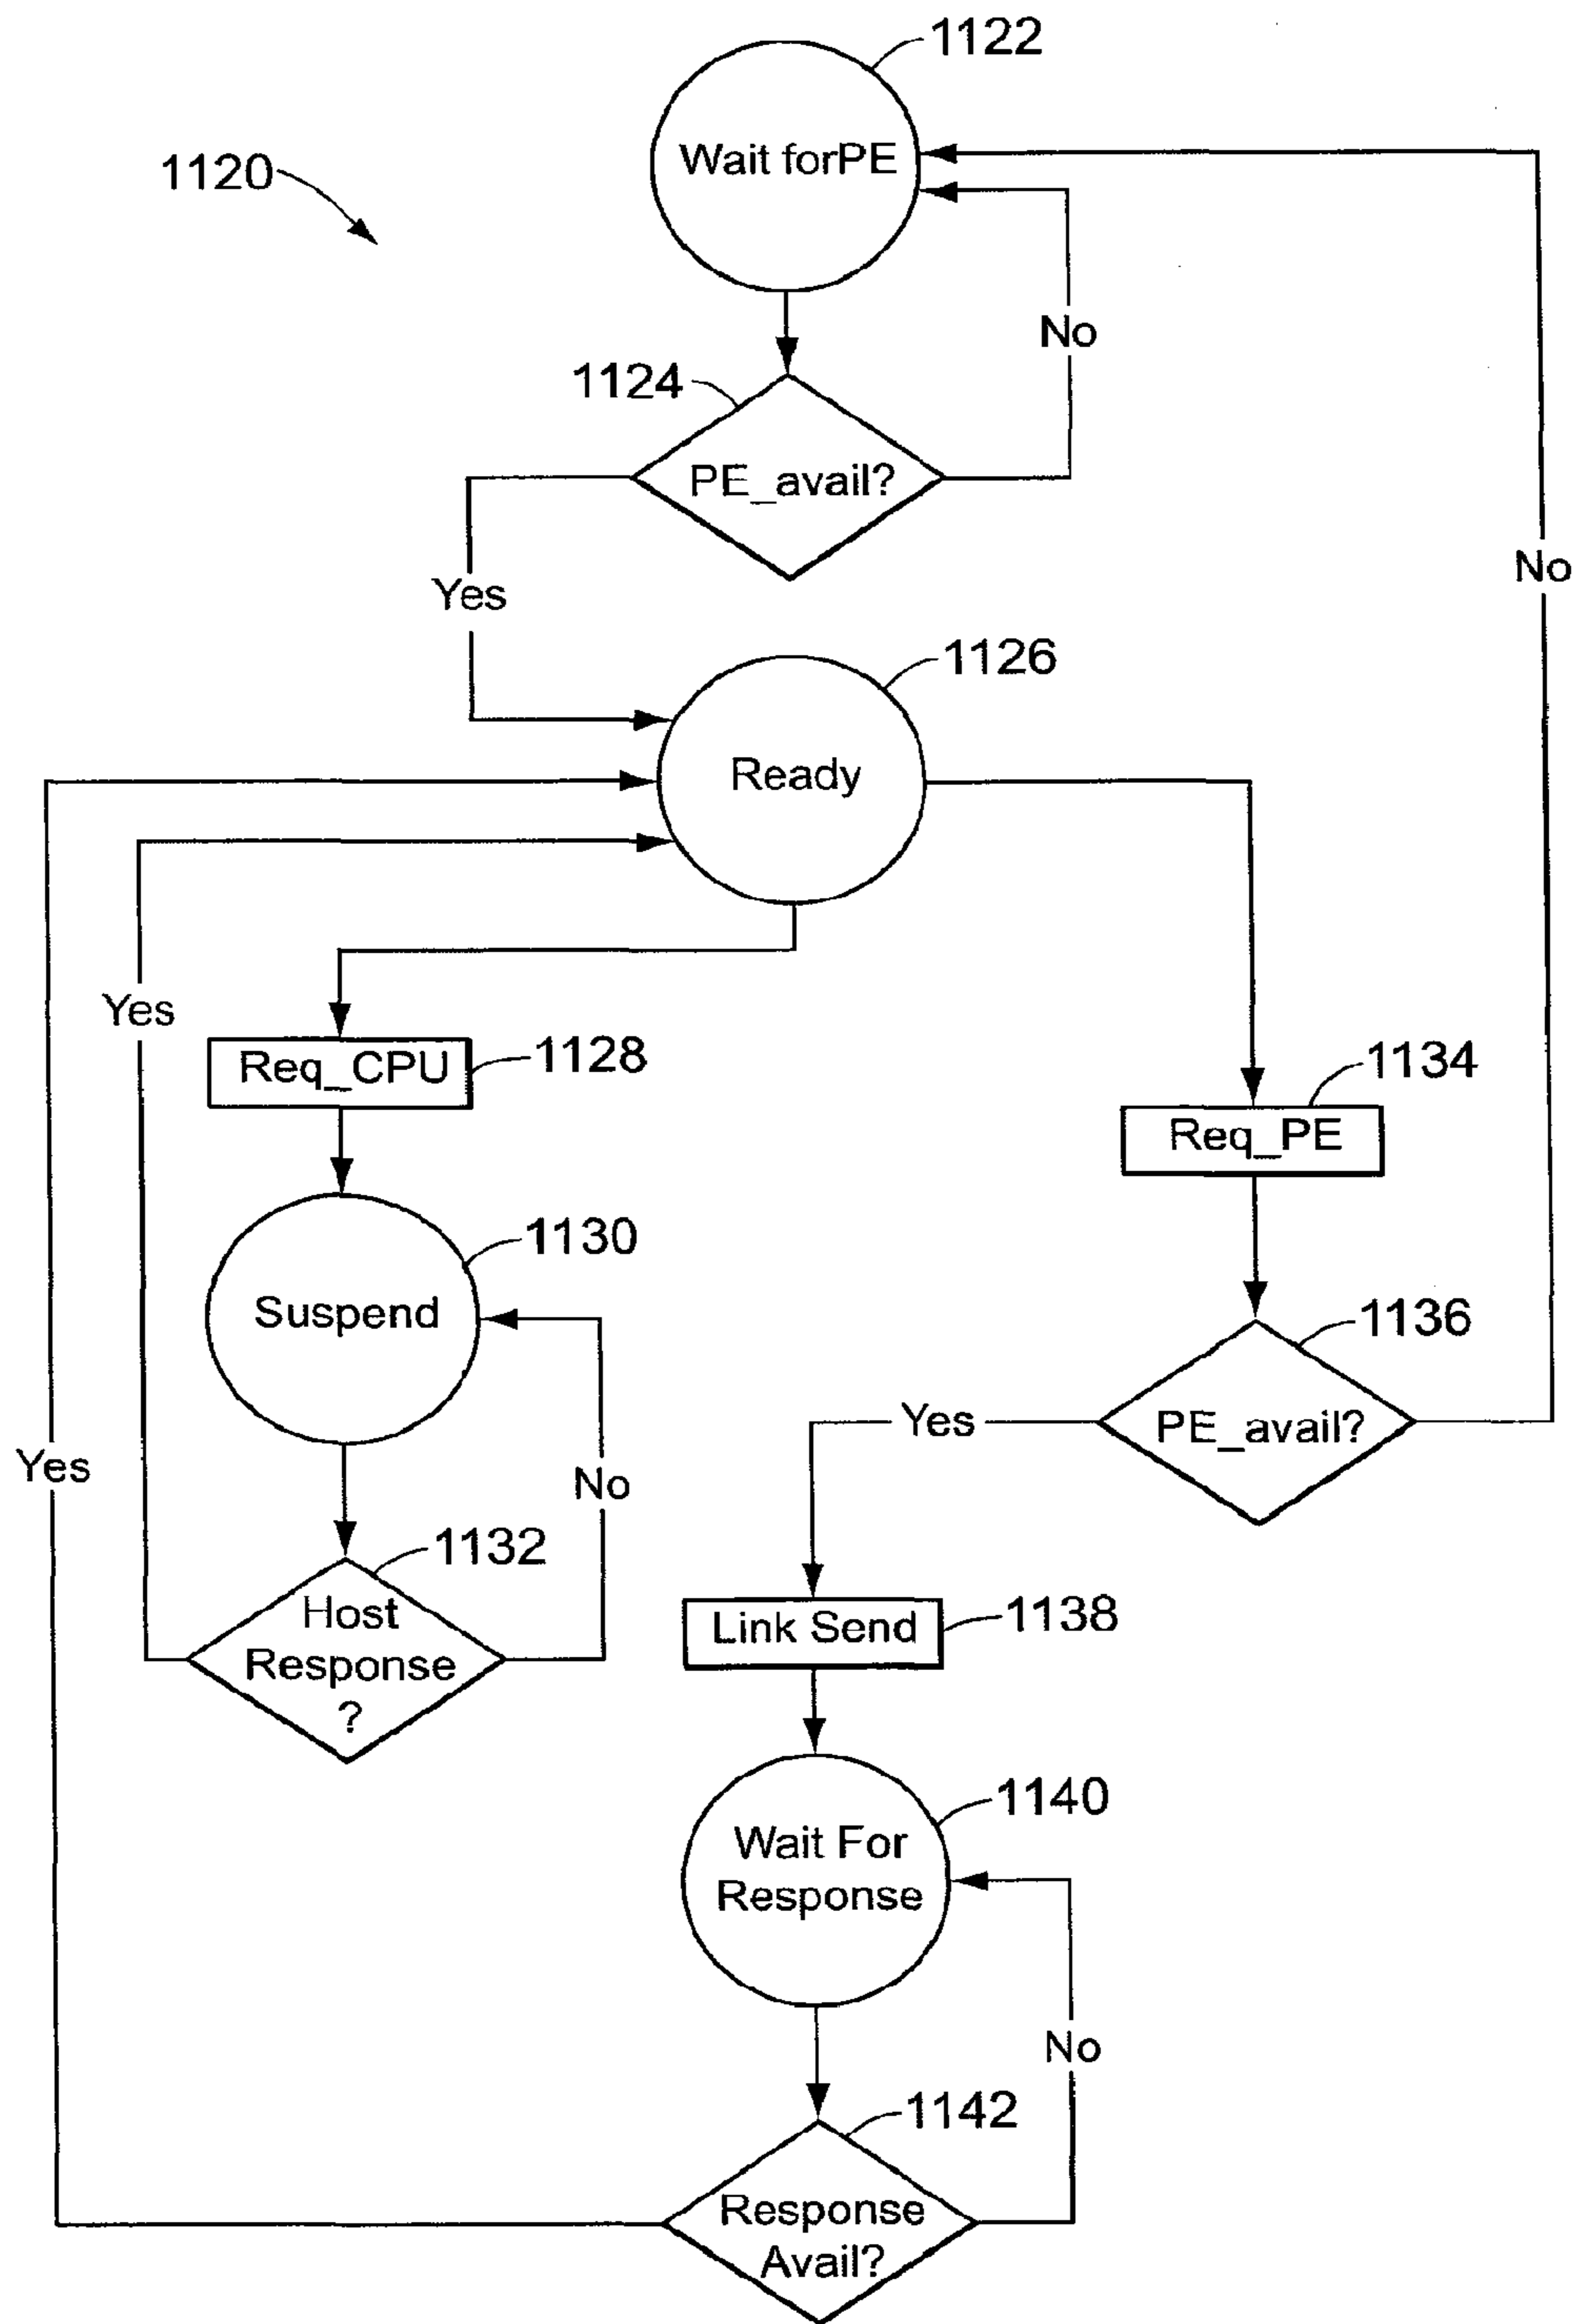 1122
Wait forPE
1120
No
1124
PE_avail?
No
Yes
1126
Ready
Yes
Req_CPU
1128
1134
Req_PE
1130
Suspend
1136
Yes
PE_avail?
Yes
No
1132
Host
Response
?
Link Send
1138
1140
Wait For
Response
No
1142
Response
Avail?